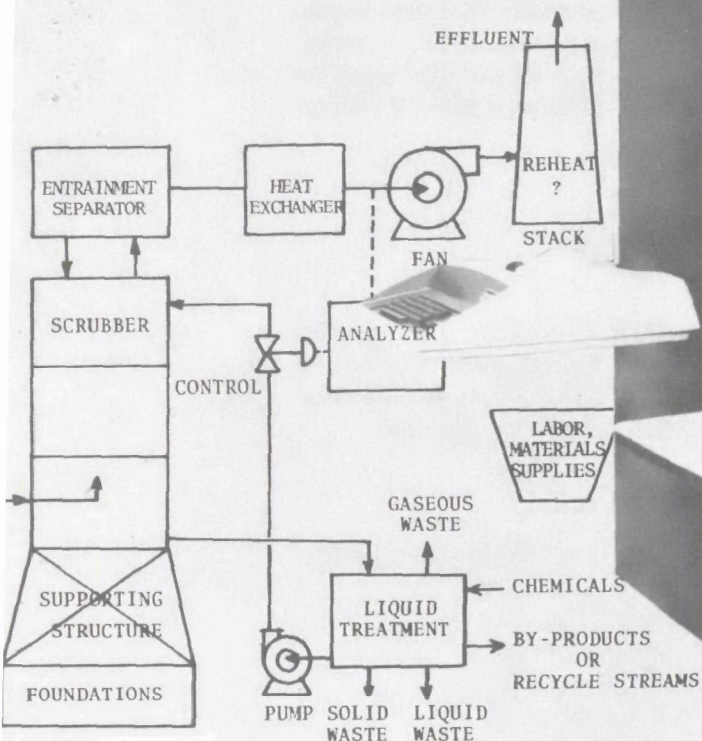 EFFLUENT
ENTRAINMENT
SEPARATOR
HEAT
EXCHANGER
REHEAT
?
STACK
FAN
SCRUBBER
ANALYZER
CONTROL
LABOR,
MATERIALS
SUPPLIES
GASEOUS
WASTE
CHEMICALS
SUPPORTING
STRUCTURE
LIQUID
TREATMENT
BY-PRODUCTS
OR
RECYCLE STREAMS
FOUNDATIONS
PUMP
SOLID
WASTE
LIQUID
WASTE